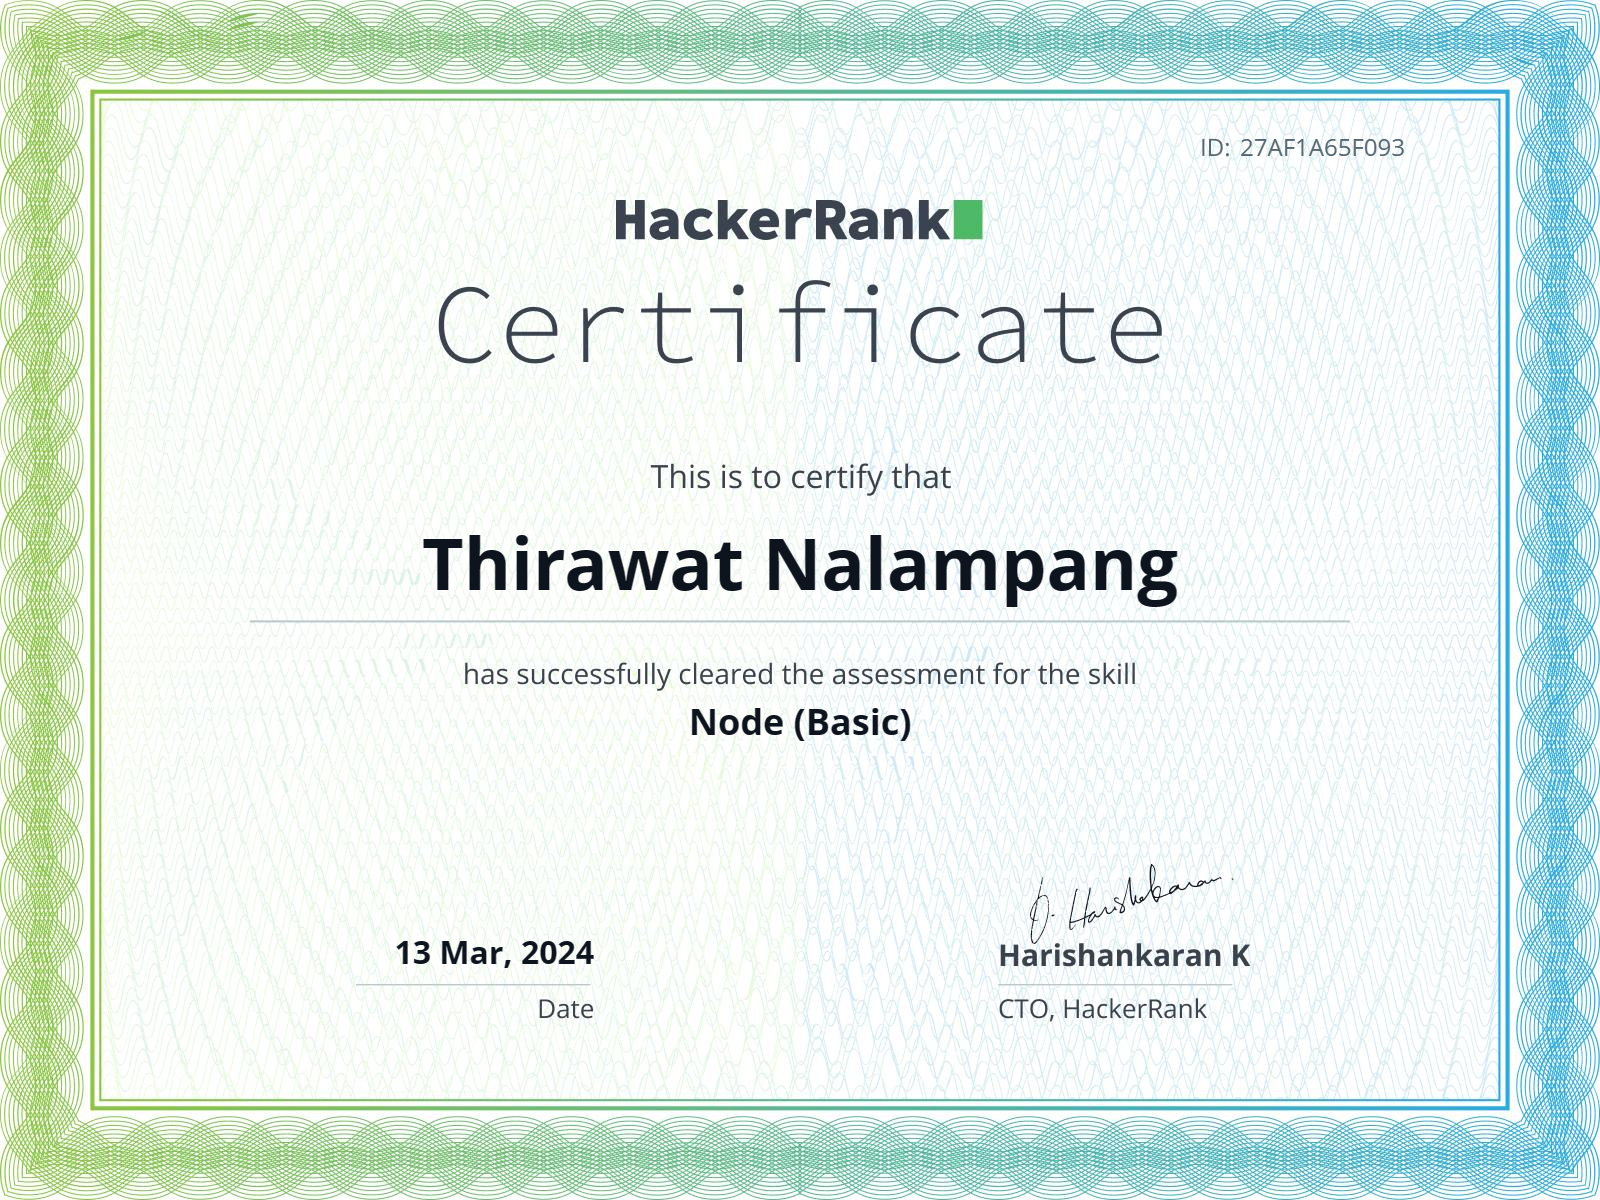 ID: 27AF1A65F093
HackerRank
Certificate
This is to certify that
Thirawat Nalampang
has successfully cleared the assessment for the skill
Node (Basic)
13 Mar, 2024
Date
Harishankaran K
CTO, HackerRank